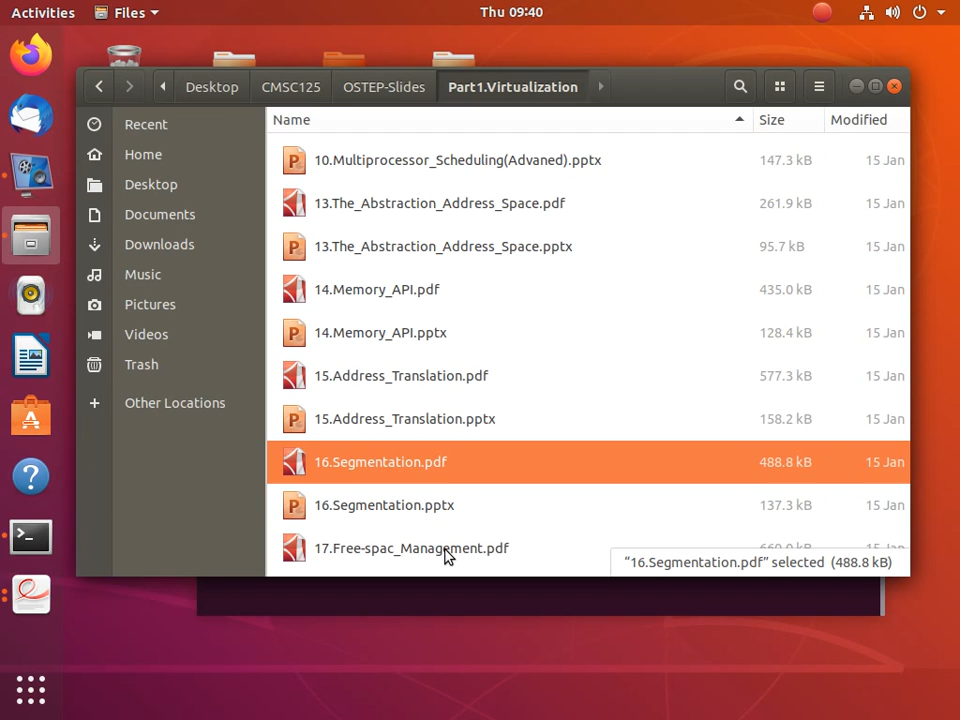 Activities Files Thu 09:40
Desktop CMSC125 OSTEP-Slides Part1.Virtualization
Name Size Modified
Recent
Home
Desktop
Documents
Downloads
Music
Pictures
Videos
Trash
Other Locations
10.Multiprocessor_Scheduling(Advaned).pptx 147.3 kB 15 Jan
13.The_Abstraction_Address_Space.pdf 261.9 kB 15 Jan
13.The_Abstraction_Address_Space.pptx 95.7 kB 15 Jan
14.Memory_API.pdf 435.0 kB 15 Jan
14.Memory_API.pptx 128.4 kB 15 Jan
15.Address_Translation.pdf 577.3 kB 15 Jan
15.Address_Translation.pptx 158.2 kB 15 Jan
16.Segmentation.pdf 488.8 kB 15 Jan
16.Segmentation.pptx 137.3 kB 15 Jan
17.Free-spac_Management.pdf
“16.Segmentation.pdf” selected (488.8 kB)